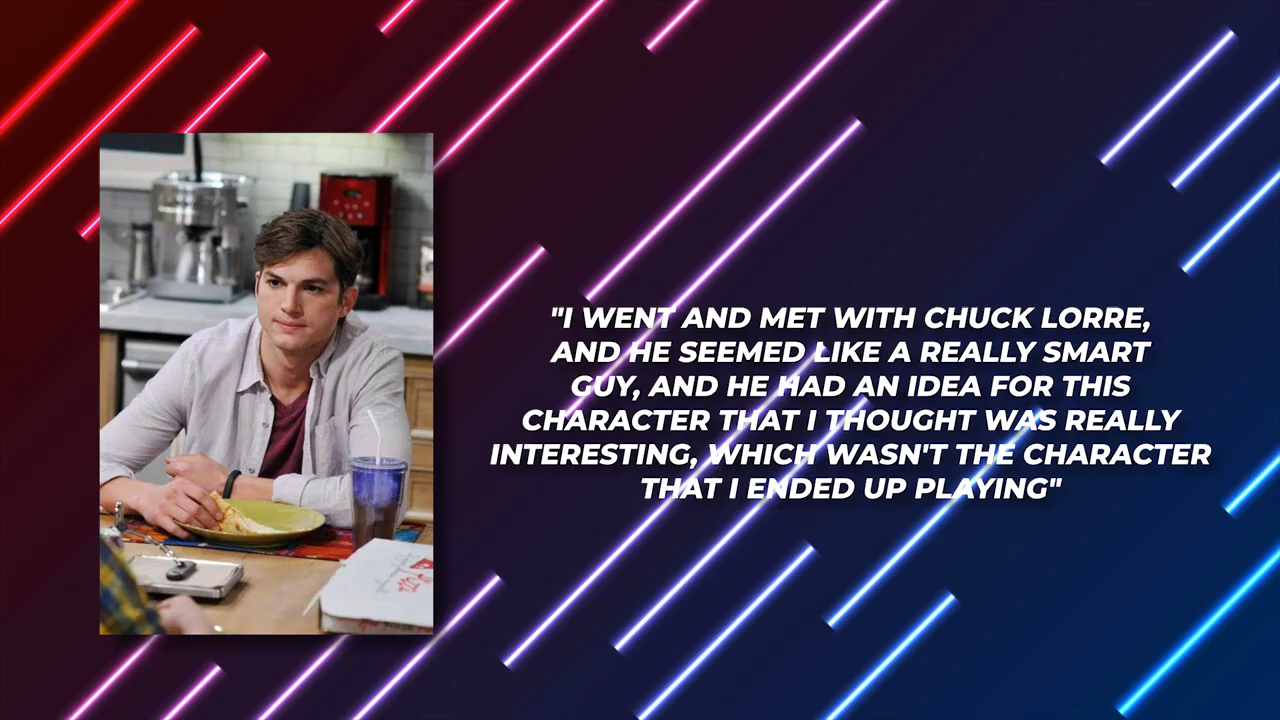 "I WENT AND MET WITH CHUCK LORRE,
AND HE SEEMED LIKE A REALLY SMART
GUY, AND HE HAD AN IDEA FOR THIS
CHARACTER THAT I THOUGHT WAS REALLY
INTERESTING, WHICH WASN'T THE CHARACTER
THAT I ENDED UP PLAYING"